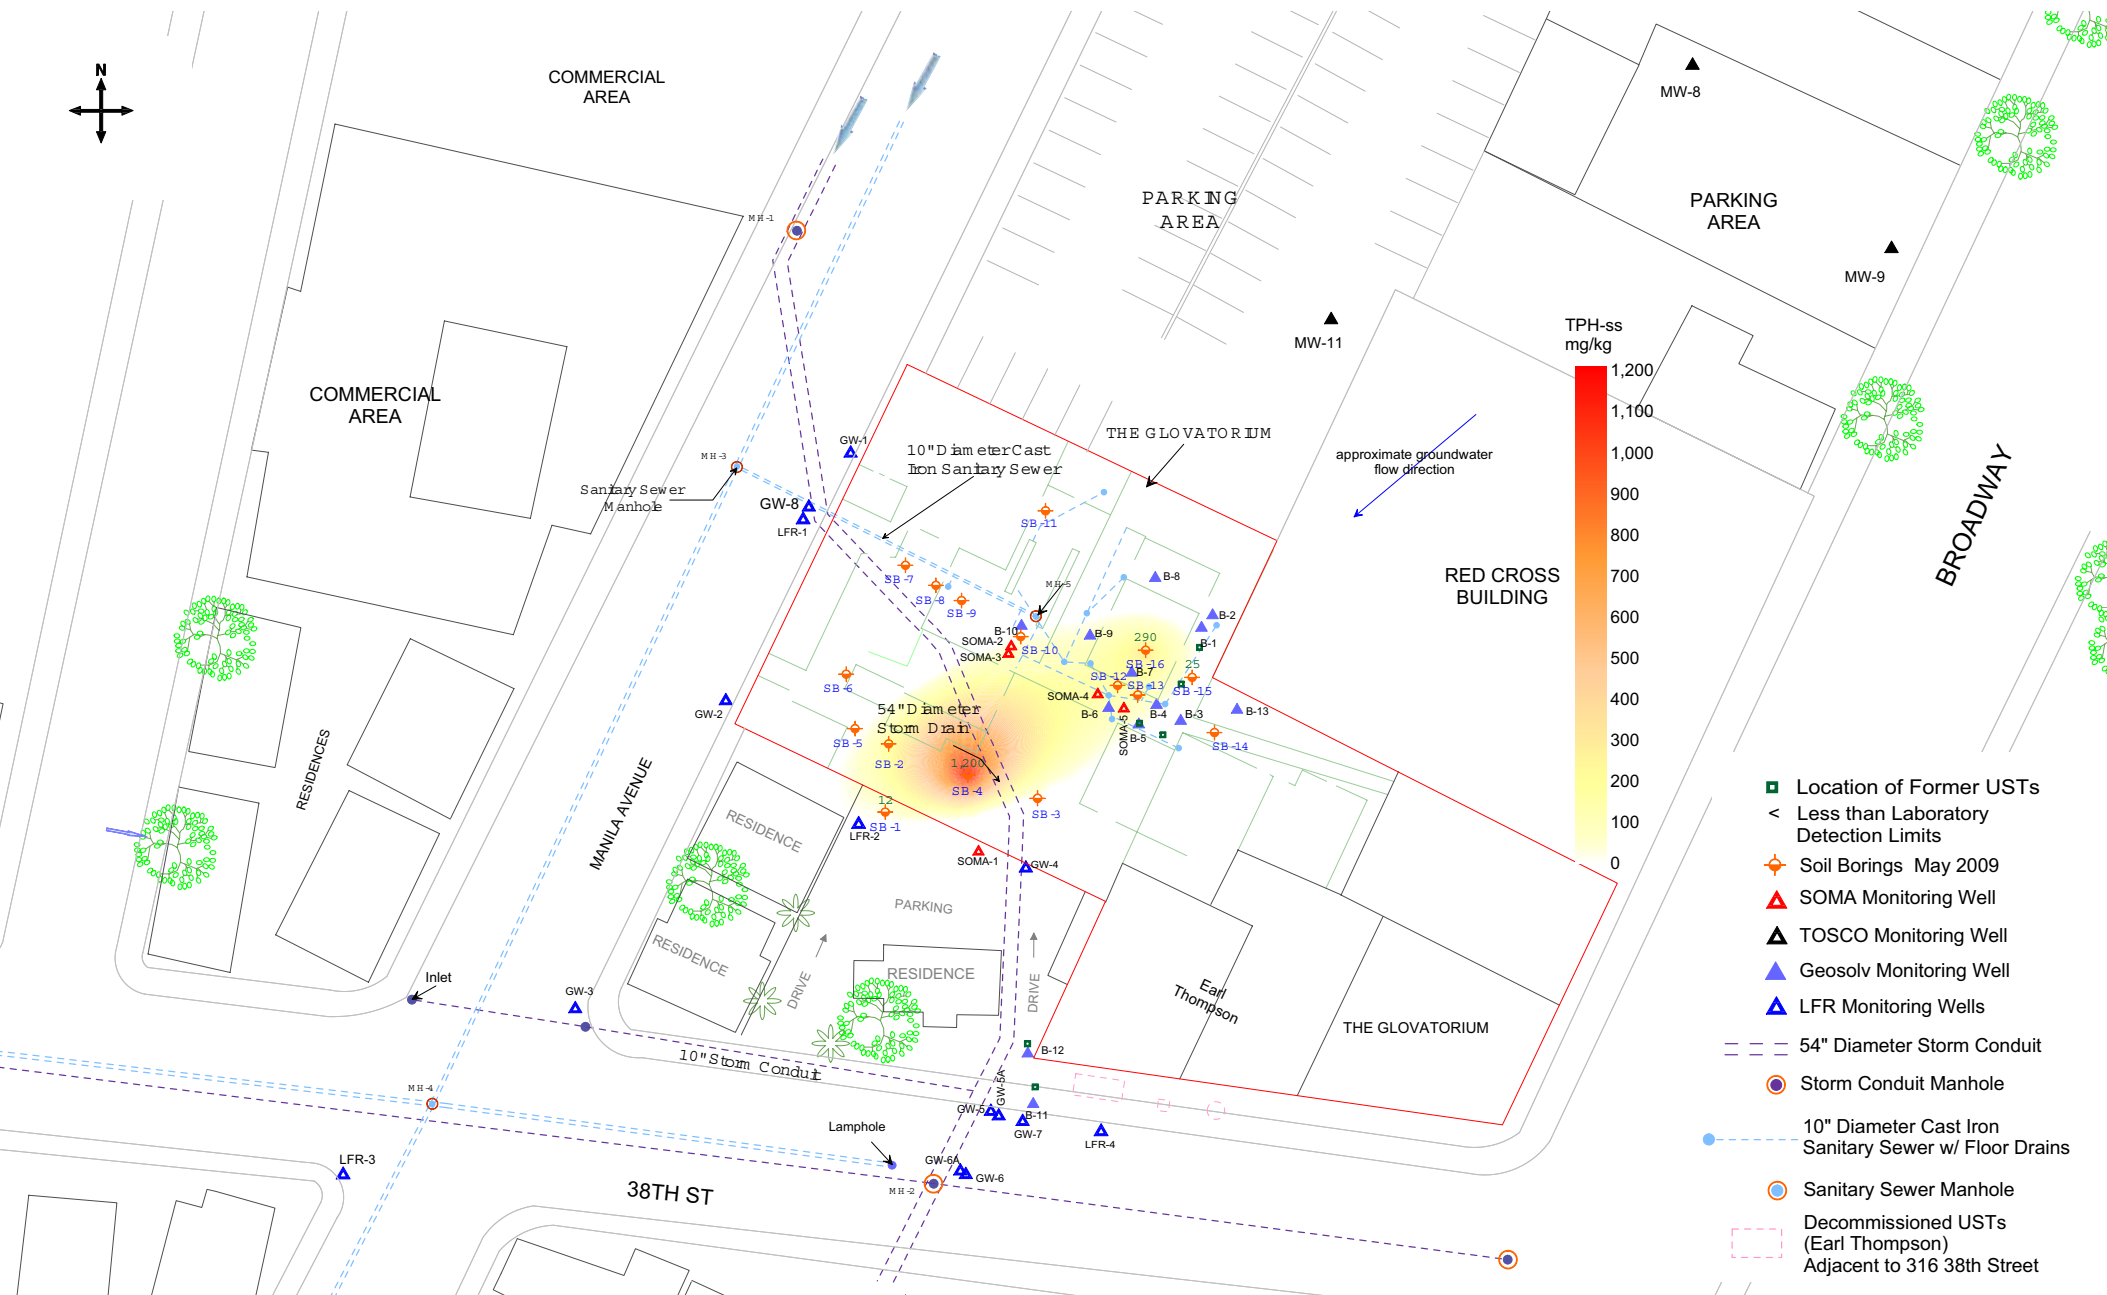 N
COMMERCIAL
AREA
MW-8
PARKING
AREA
PARKING
AREA
MH-1
MW-9
MW-11
TPH-ss
mg/kg
1,200
1,100
1,000
900
800
700
600
500
400
300
200
100
0
COMMERCIAL
AREA
GW-1
10" Diameter Cast
Iron Sanitary Sewer
THE GLOVATORIUM
approximate groundwater
flow direction
MH-3
Sanitary Sewer
Manhole
GW-8
LFR-1
SB-11
BROADWAY
RED CROSS
BUILDING
SB-7
SB-8
SB-9
MH-5
B-8
B-2
B-1
B-10
SOMA-2
SOMA-3
SB-10
B-9
290
SB-16
25
SB-12
B-7
SB-13
SB-15
SB-6
SOMA-4
B-6
B-4
B-3
B-13
SOMA-5
B-5
SB-14
GW-2
54" Diameter
Storm Drain
SB-5
SB-2
1,200
SB-4
SB-3
12
SB-1
LFR-2
SOMA-1
GW-4
RESIDENCES
MANILA AVENUE
RESIDENCE
RESIDENCE
PARKING
RESIDENCE
DRIVE
DRIVE
Earl
Thompson
THE GLOVATORIUM
Inlet
GW-3
10" Storm Conduit
B-12
MH-4
GW-5A
GW-5
B-11
GW-7
LFR-4
Lamphole
LFR-3
GW-6A
GW-6
MH-2
38TH ST
Location of Former USTs
< Less than Laboratory
Detection Limits
Soil Borings May 2009
SOMA Monitoring Well
TOSCO Monitoring Well
Geosolv Monitoring Well
LFR Monitoring Wells
54" Diameter Storm Conduit
Storm Conduit Manhole
10" Diameter Cast Iron
Sanitary Sewer w/ Floor Drains
Sanitary Sewer Manhole
Decommissioned USTs
(Earl Thompson)
Adjacent to 316 38th Street